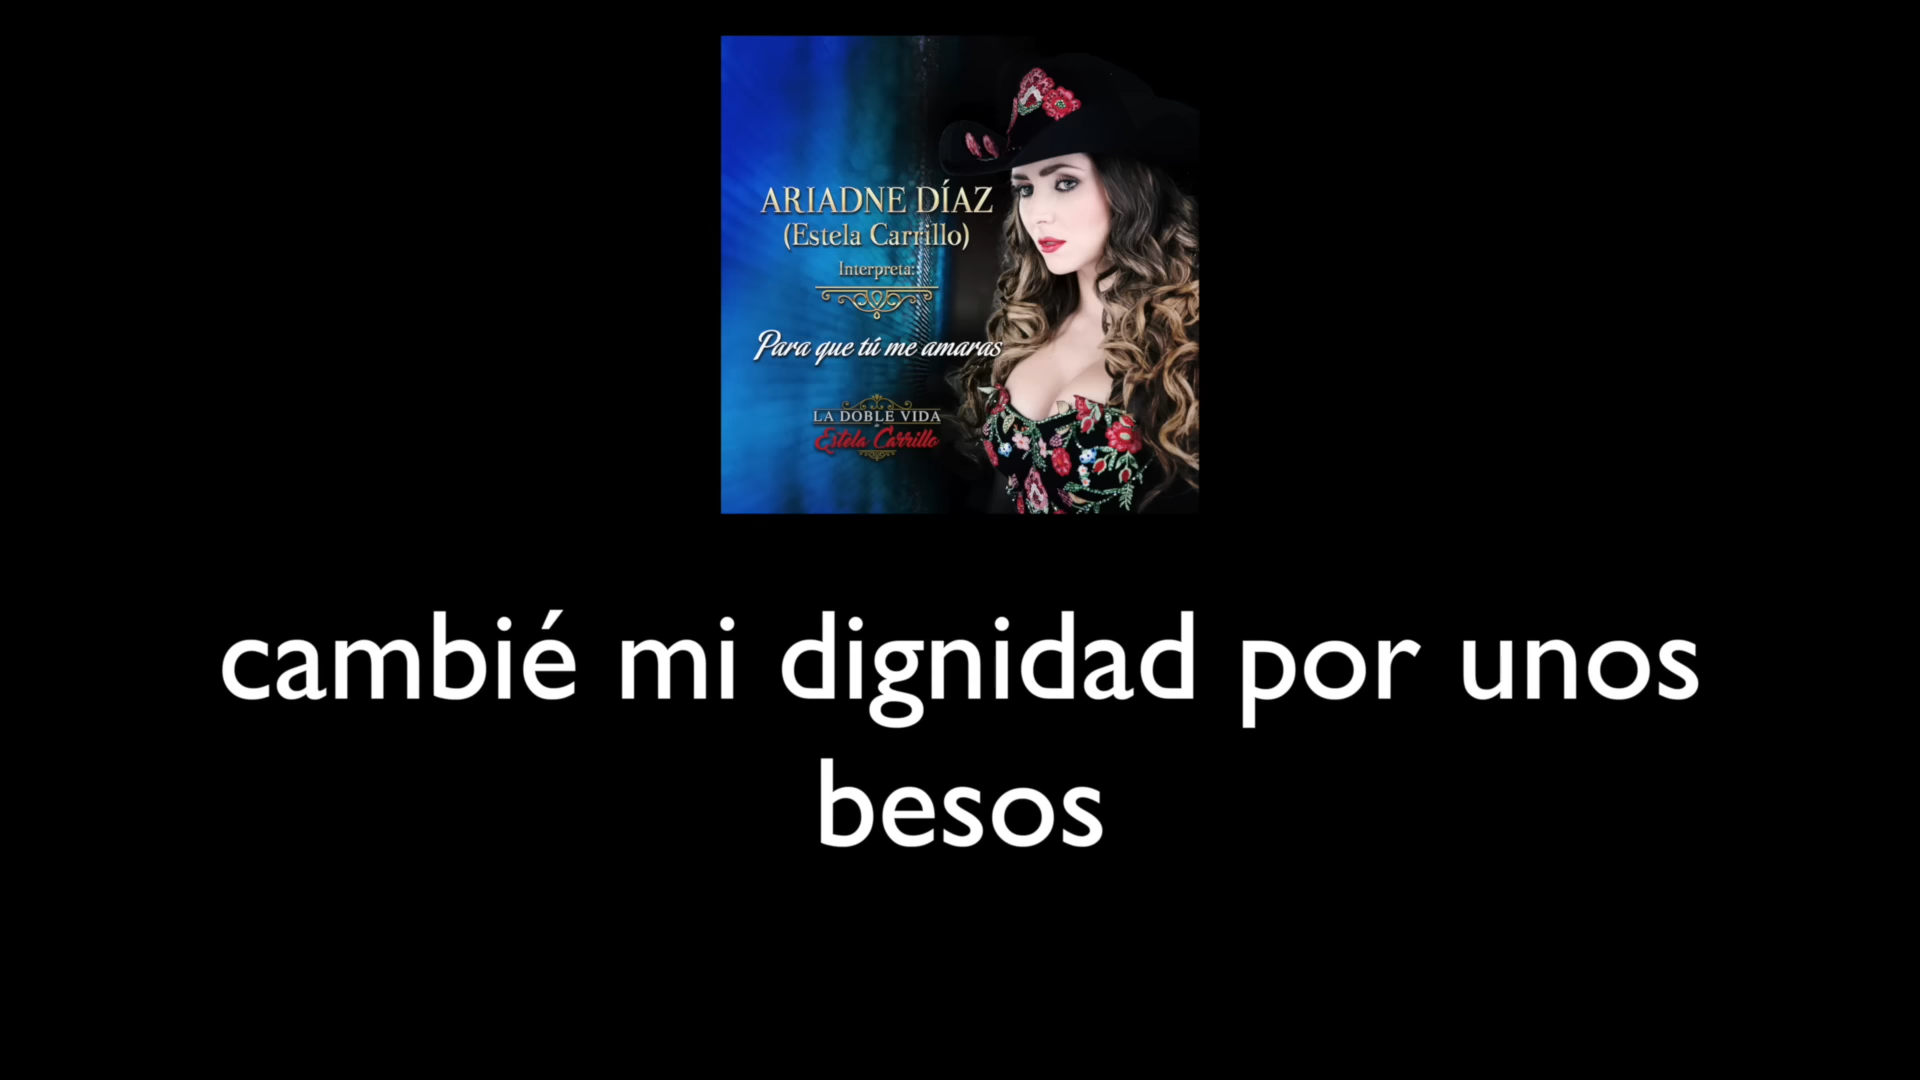 ARIADNE DÍAZ
(Estela Carrillo)
Interpreta:
Para que tú me amaras
LA DOBLE VIDA
de
Estela Carrillo
cambié mi dignidad por unos
besos